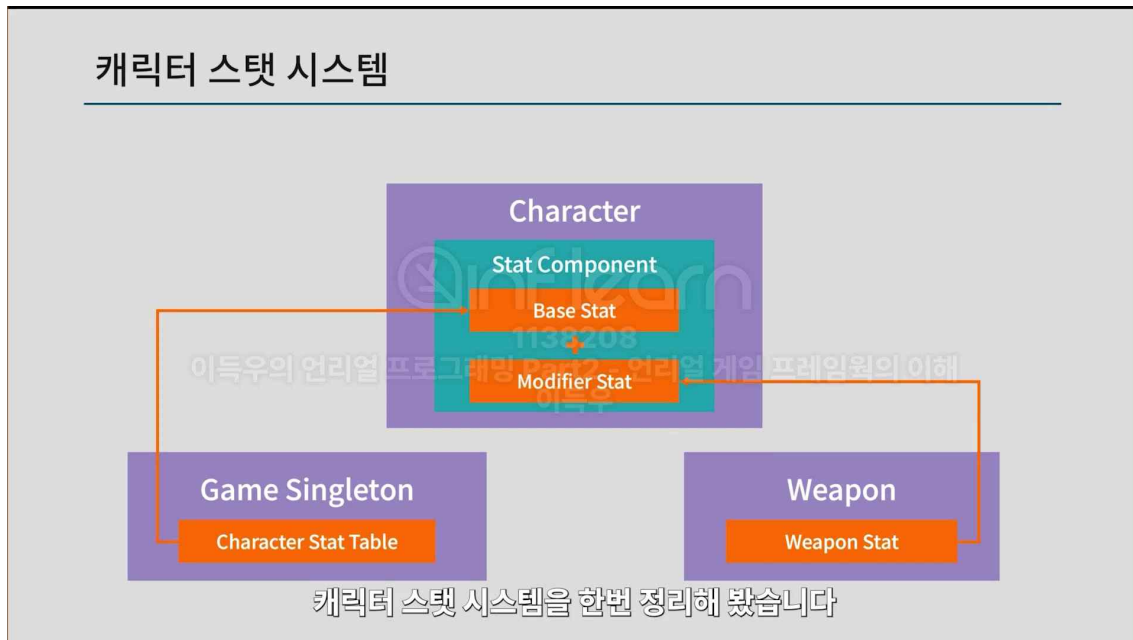 캐릭터 스탯 시스템
Character
Stat Component
inflearn
Base Stat
1138208
+
이득우의 언리얼 프로그래밍 Part2 - 언리얼 게임 프레임웍의 이해
Modifier Stat
이득우
Game Singleton
Character Stat Table
Weapon
Weapon Stat
캐릭터 스탯 시스템을 한번 정리해 봤습니다